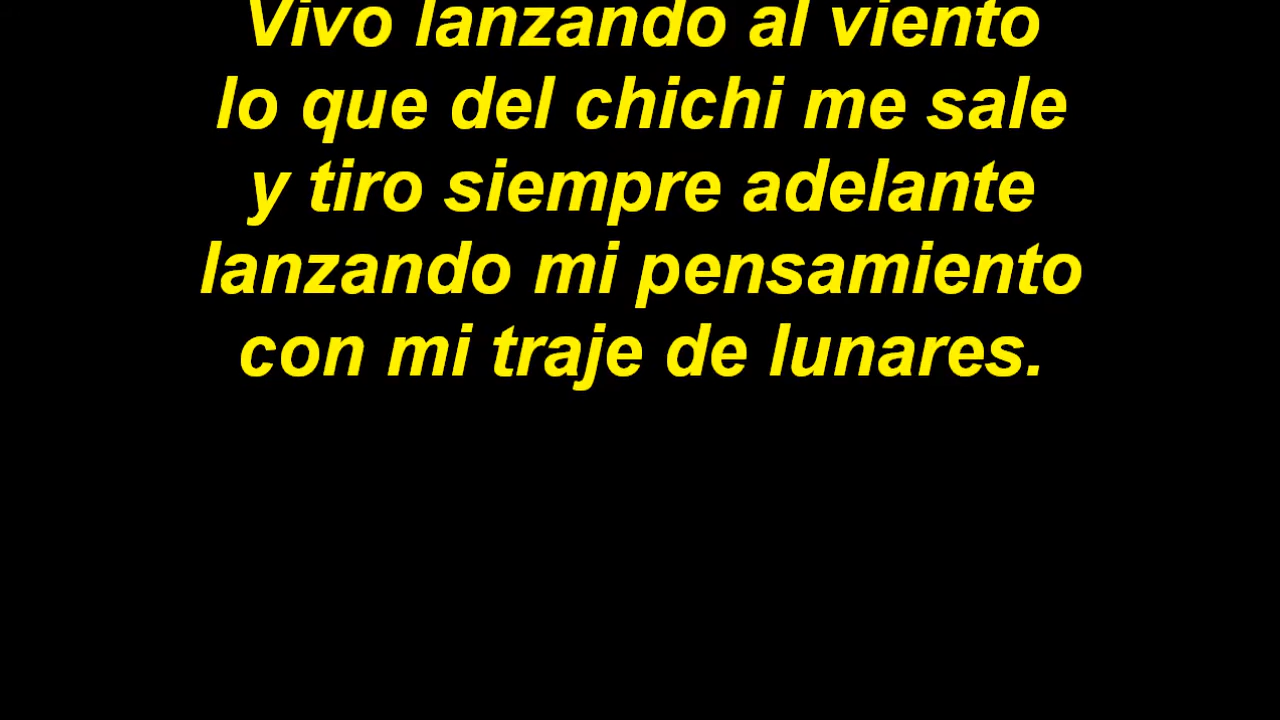 Vivo lanzando al viento
lo que del chichi me sale
y tiro siempre adelante
lanzando mi pensamiento
con mi traje de lunares.